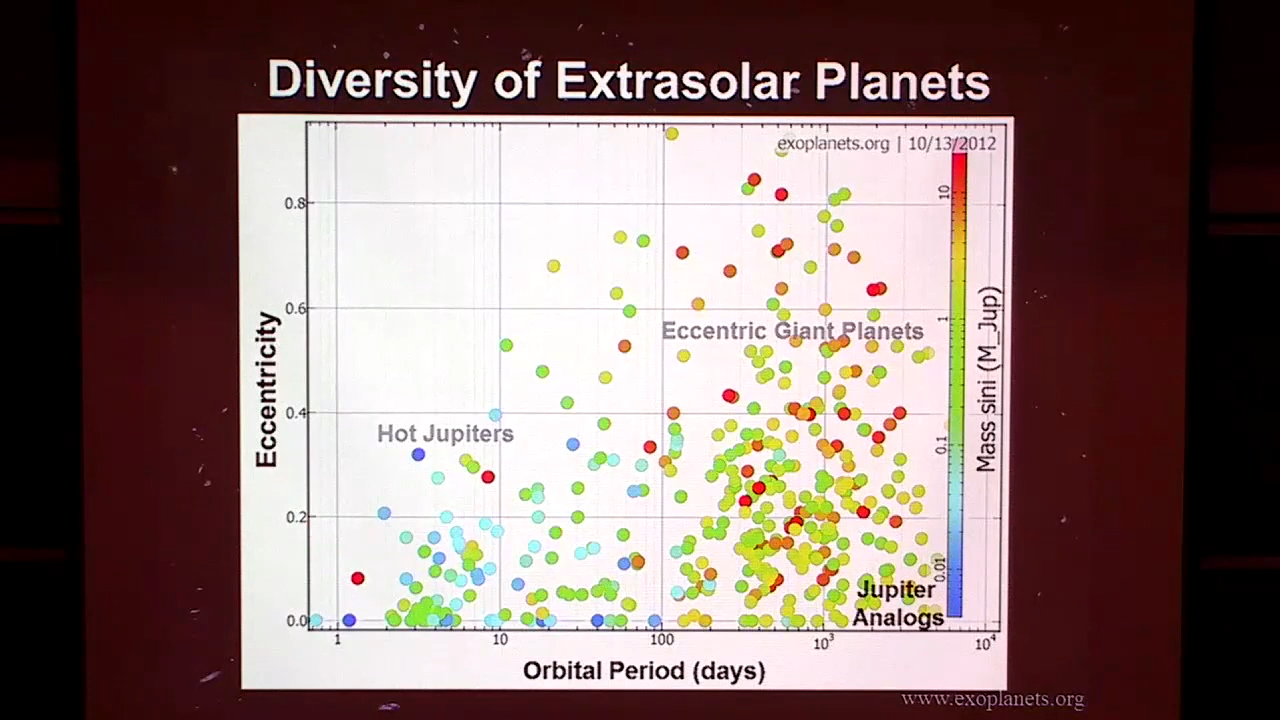 Diversity of Extrasolar Planets
exoplanets.org | 10/13/2012
0.8
0.6
0.4
0.2
0.0
Eccentricity
Hot Jupiters
Eccentric Giant Planets
Jupiter
Analogs
10
1
0.1
0.01
Mass sini (M_Jup)
1
10
100
10³
10⁴
Orbital Period (days)
www.exoplanets.org